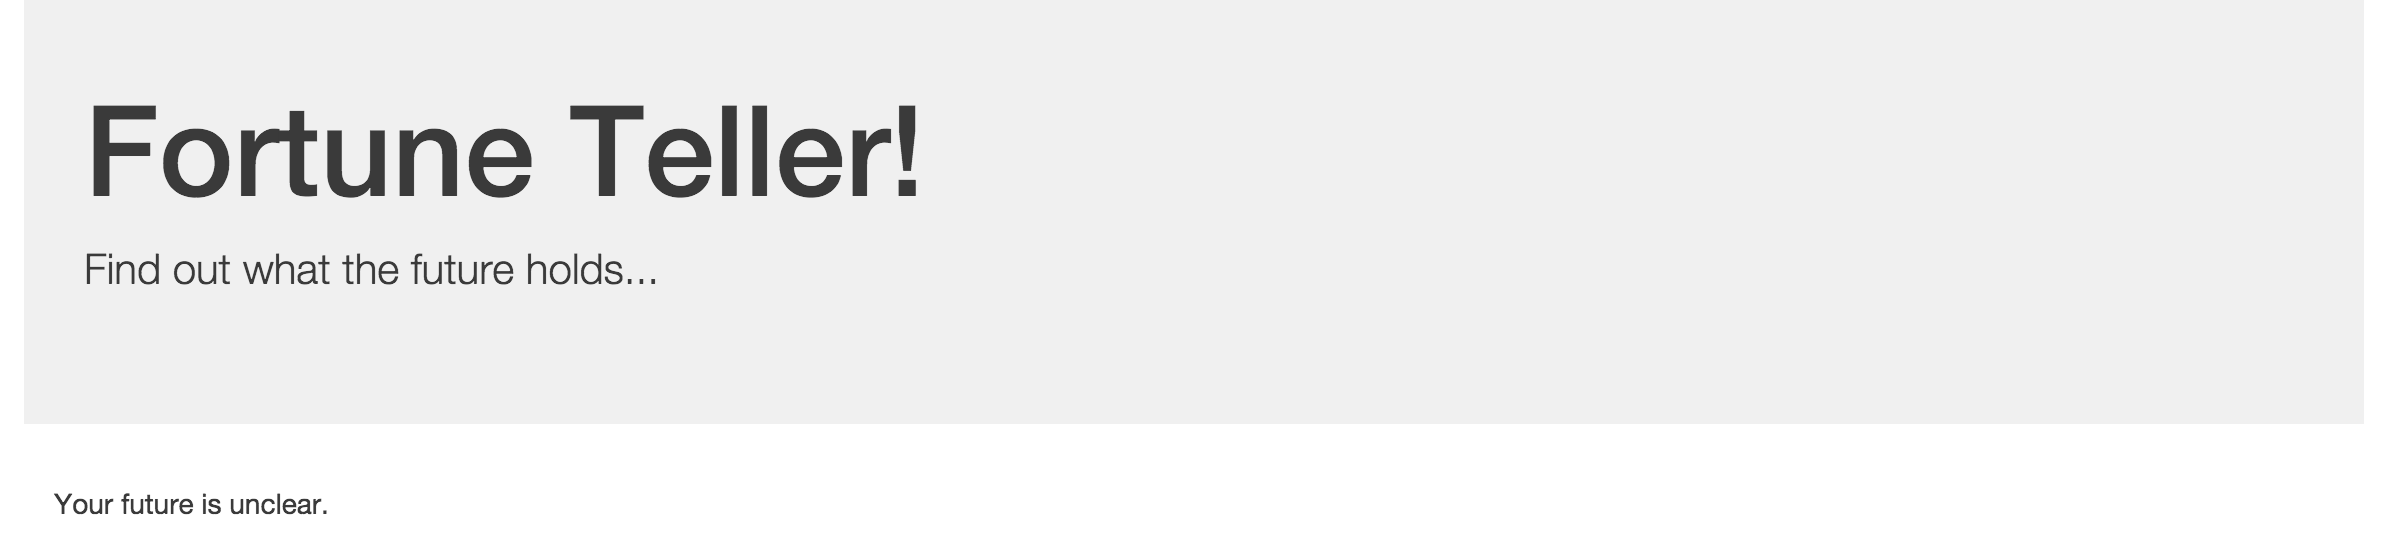 Fortune Teller!
Find out what the future holds...
Your future is unclear.